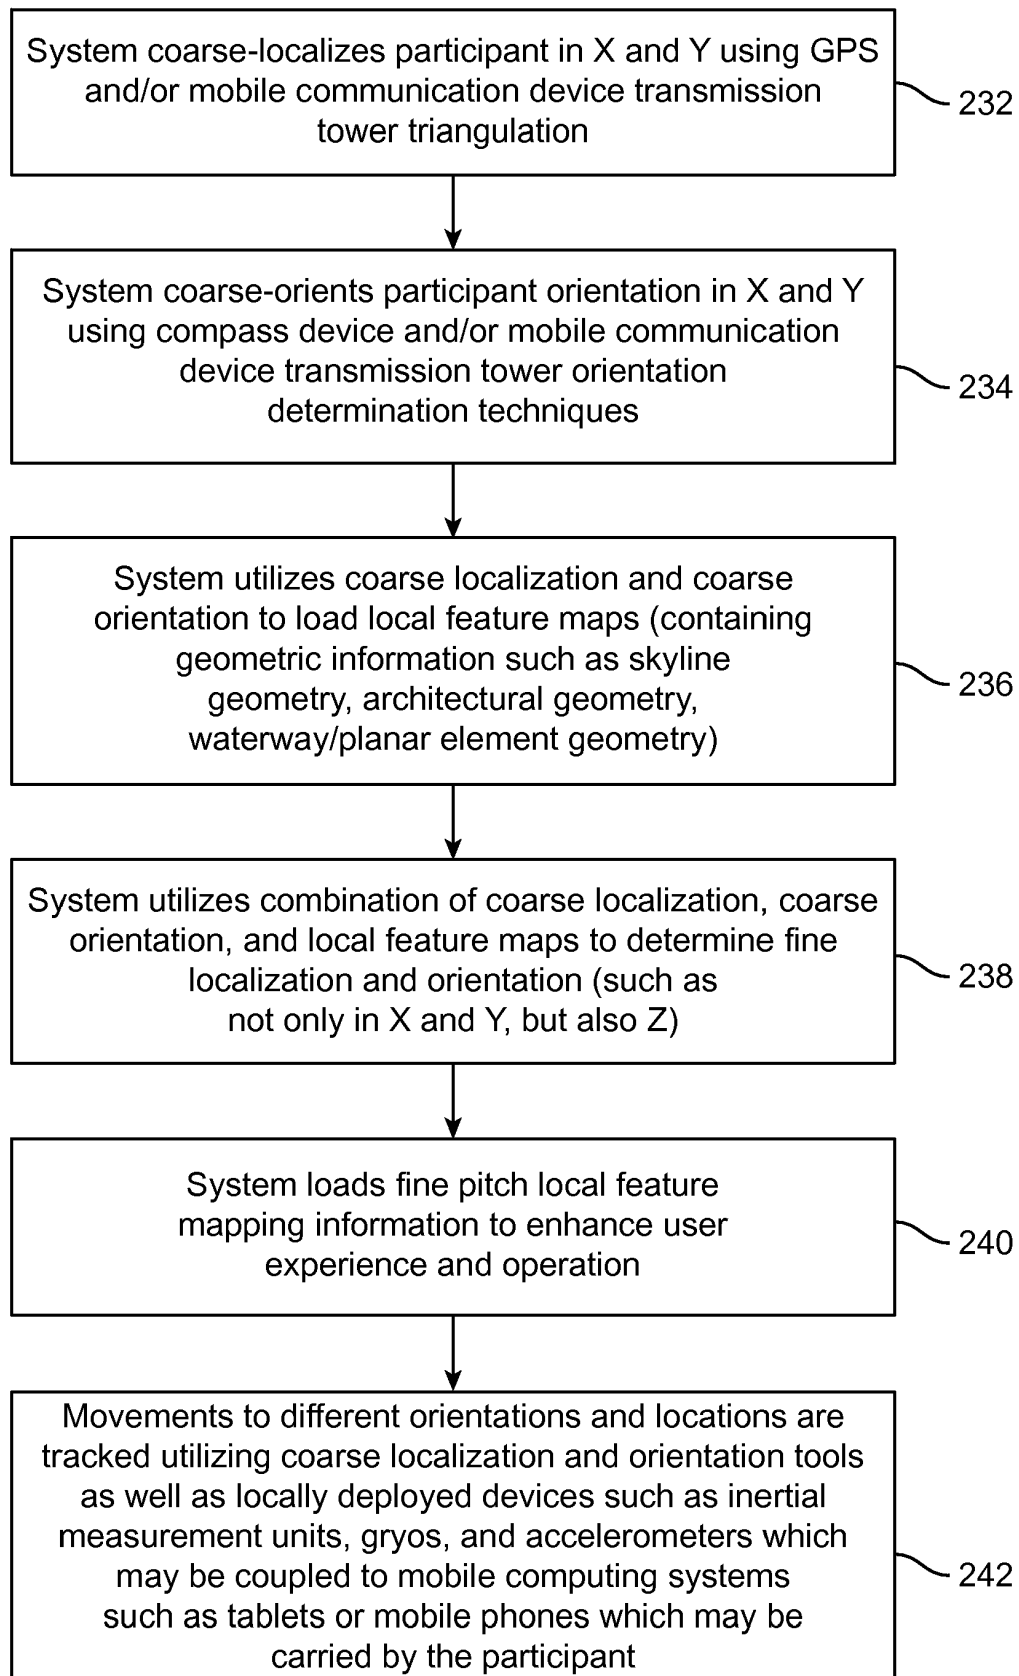 System coarse-localizes participant in X and Y using GPS
and/or mobile communication device transmission
tower triangulation
232
System coarse-orients participant orientation in X and Y
using compass device and/or mobile communication
device transmission tower orientation
determination techniques
234
System utilizes coarse localization and coarse
orientation to load local feature maps (containing
geometric information such as skyline
geometry, architectural geometry,
waterway/planar element geometry)
236
System utilizes combination of coarse localization, coarse
orientation, and local feature maps to determine fine
localization and orientation (such as
not only in X and Y, but also Z)
238
System loads fine pitch local feature
mapping information to enhance user
experience and operation
240
Movements to different orientations and locations are
tracked utilizing coarse localization and orientation tools
as well as locally deployed devices such as inertial
measurement units, gryos, and accelerometers which
may be coupled to mobile computing systems
such as tablets or mobile phones which may be
carried by the participant
242